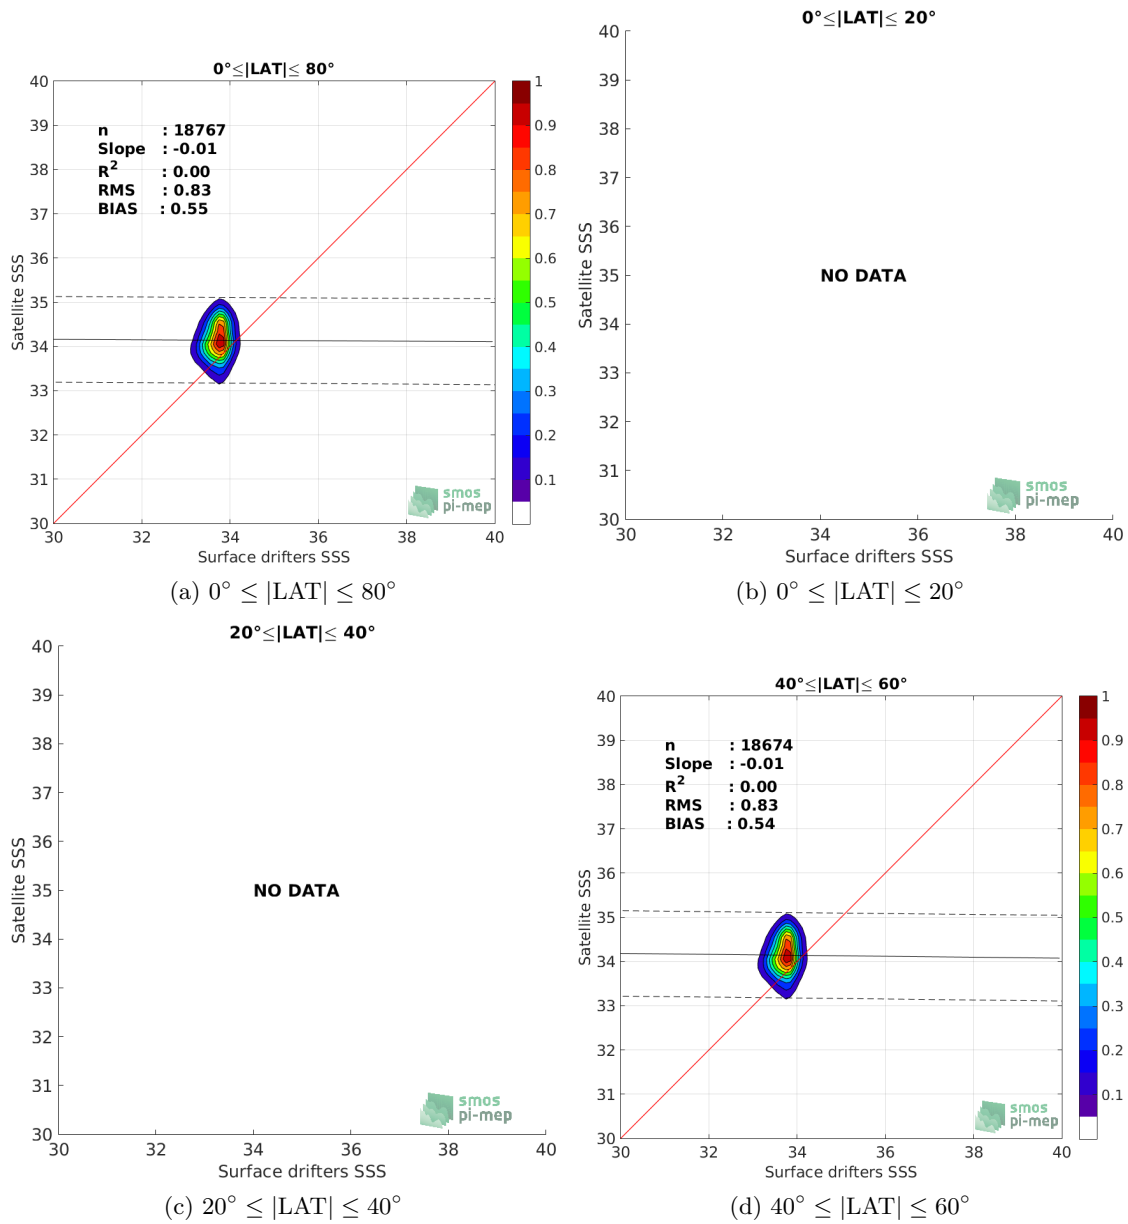 0°≤|LAT|≤ 80°
40
39
38
37
36
35
34
33
32
31
30
Satellite SSS
n : 18767
Slope : -0.01
R² : 0.00
RMS : 0.83
BIAS : 0.55
smos
pi-mep
30 32 34 36 38 40
Surface drifters SSS
1
0.9
0.8
0.7
0.6
0.5
0.4
0.3
0.2
0.1
(a) 0° ≤ |LAT| ≤ 80°
0°≤|LAT|≤ 20°
40
39
38
37
36
35
34
33
32
31
30
Satellite SSS
NO DATA
smos
pi-mep
30 32 34 36 38 40
Surface drifters SSS
(b) 0° ≤ |LAT| ≤ 20°
20°≤|LAT|≤ 40°
40
39
38
37
36
35
34
33
32
31
30
Satellite SSS
NO DATA
smos
pi-mep
30 32 34 36 38 40
Surface drifters SSS
(c) 20° ≤ |LAT| ≤ 40°
40°≤|LAT|≤ 60°
40
39
38
37
36
35
34
33
32
31
30
Satellite SSS
n : 18674
Slope : -0.01
R² : 0.00
RMS : 0.83
BIAS : 0.54
smos
pi-mep
30 32 34 36 38 40
Surface drifters SSS
1
0.9
0.8
0.7
0.6
0.5
0.4
0.3
0.2
0.1
(d) 40° ≤ |LAT| ≤ 60°